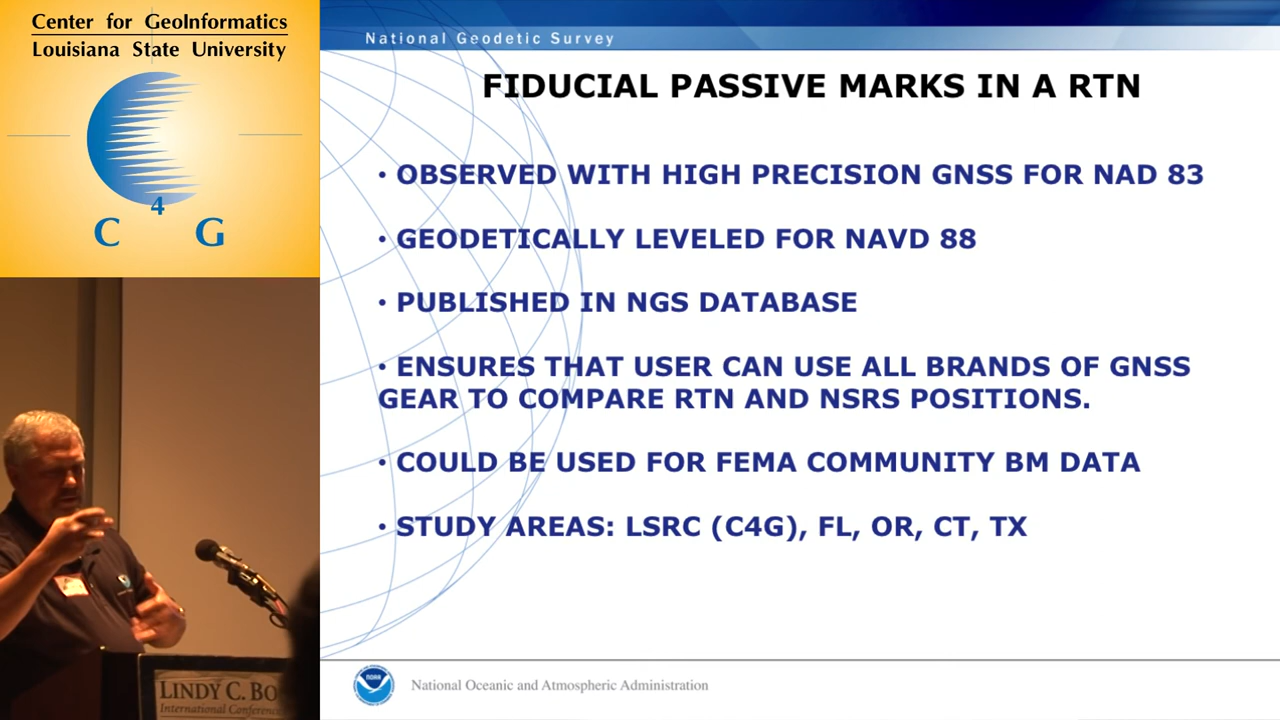 Center for GeoInformatics
Louisiana State University
C 4 G
National Geodetic Survey
FIDUCIAL PASSIVE MARKS IN A RTN
• OBSERVED WITH HIGH PRECISION GNSS FOR NAD 83
• GEODETICALLY LEVELED FOR NAVD 88
• PUBLISHED IN NGS DATABASE
• ENSURES THAT USER CAN USE ALL BRANDS OF GNSS
GEAR TO COMPARE RTN AND NSRS POSITIONS.
• COULD BE USED FOR FEMA COMMUNITY BM DATA
• STUDY AREAS: LSRC (C4G), FL, OR, CT, TX
LINDY C. BO
International Conference
NOAA
National Oceanic and Atmospheric Administration